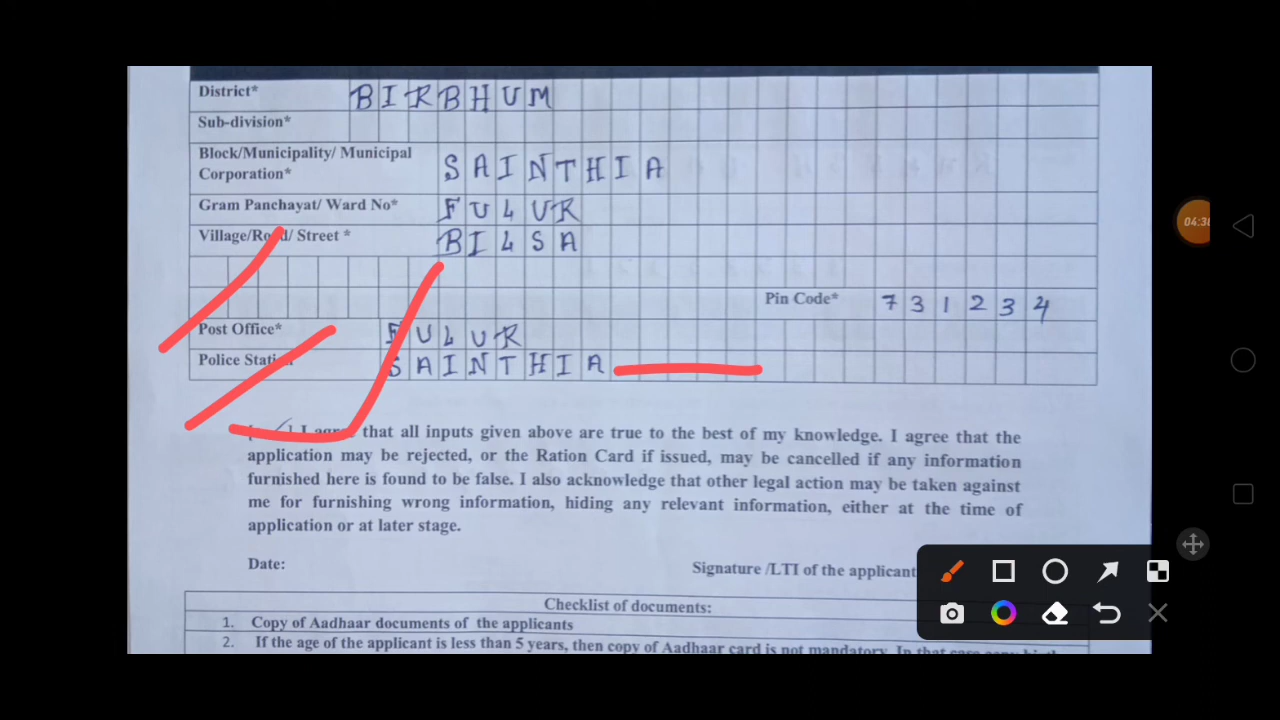 District* BIRBHUM
Sub-division*
Block/Municipality/ Municipal Corporation* SAINTHIA
Gram Panchayat/ Ward No* FULUR
Village/Road/ Street * BILSA
Pin Code* 731234
Post Office* FULUR
Police Station SAINTHIA
I agree that all inputs given above are true to the best of my knowledge. I agree that the
application may be rejected, or the Ration Card if issued, may be cancelled if any information
furnished here is found to be false. I also acknowledge that other legal action may be taken against
me for furnishing wrong information, hiding any relevant information, either at the time of
application or at later stage.
Date: Signature /LTI of the applicant
Checklist of documents:
1. Copy of Aadhaar documents of the applicants
2. If the age of the applicant is less than 5 years, then copy of Aadhaar card is not mandatory. In that case copy
04:38